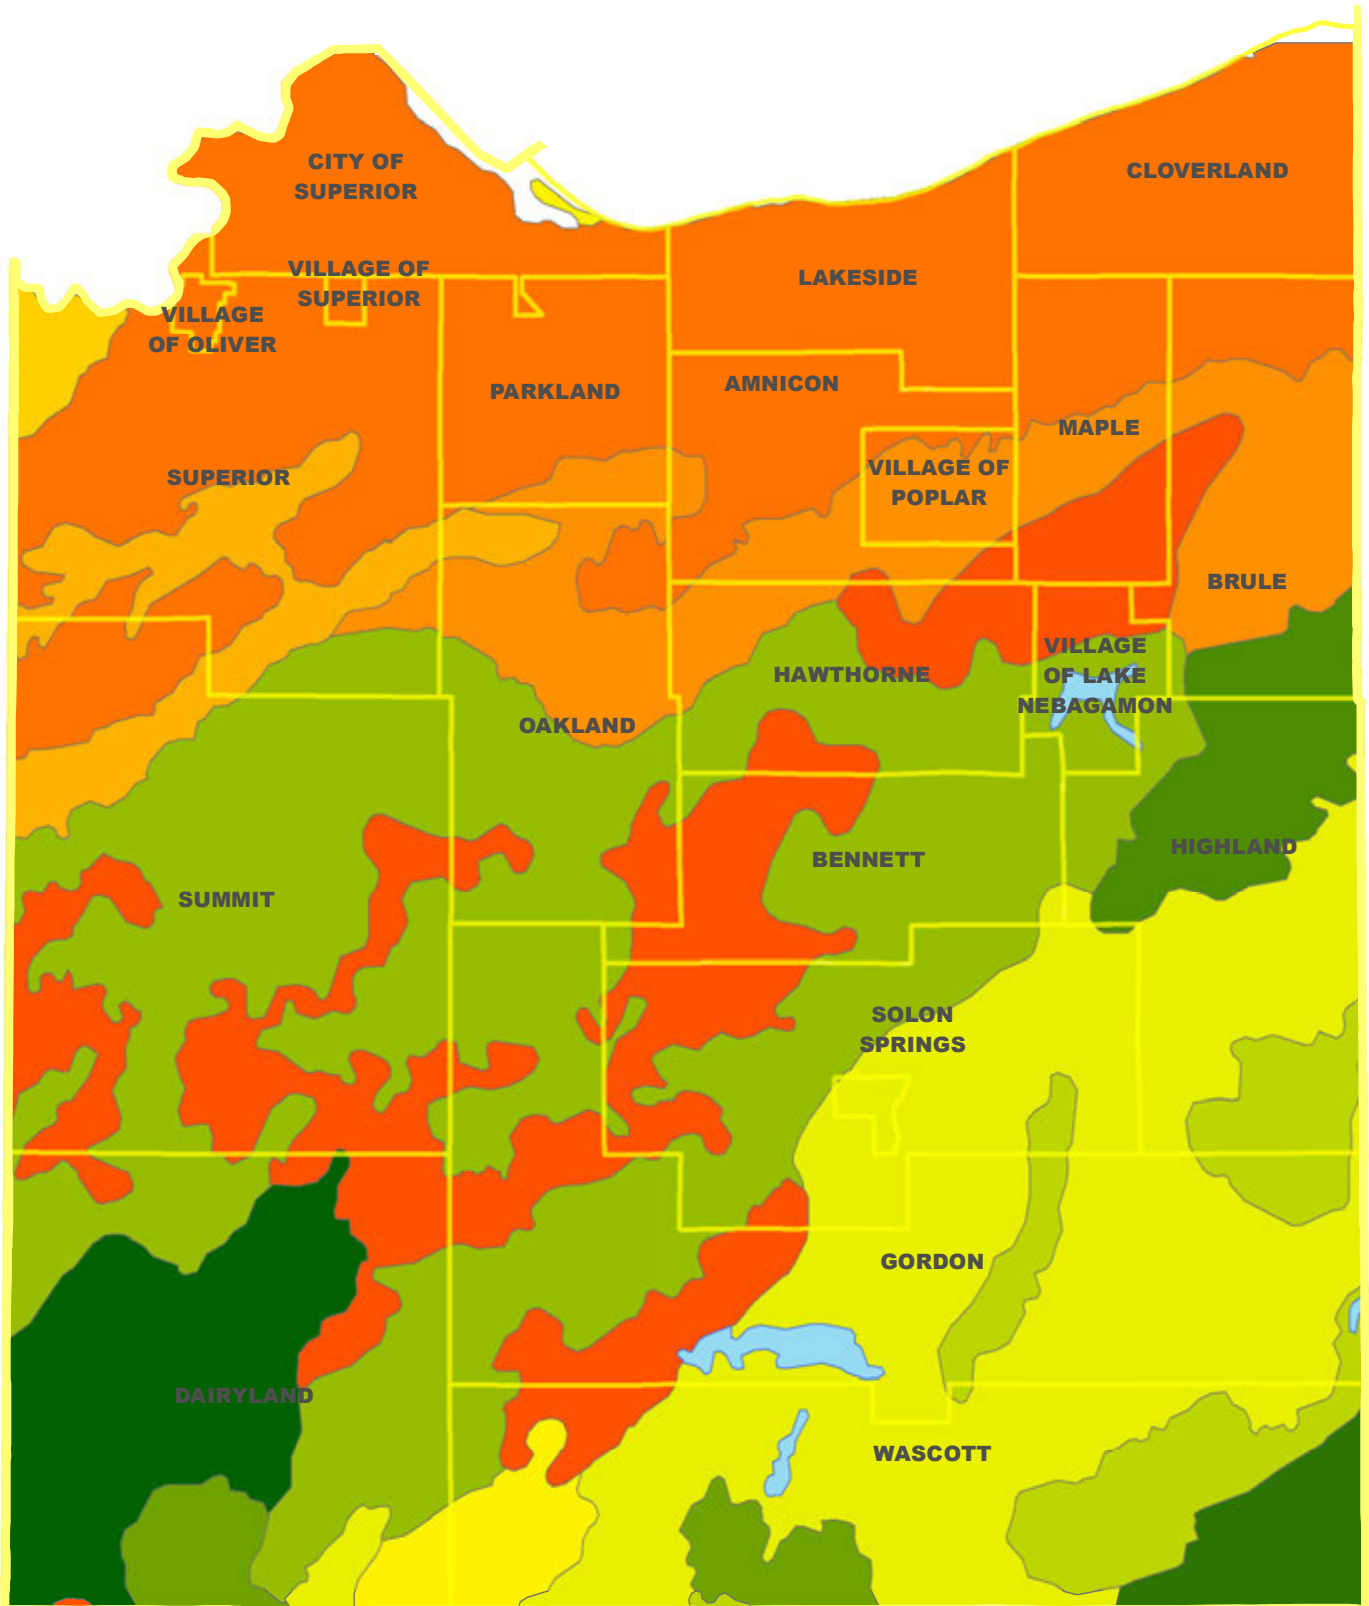 CITY OF
SUPERIOR
CLOVERLAND
VILLAGE OF
SUPERIOR
LAKESIDE
VILLAGE
OF OLIVER
PARKLAND
AMNICON
MAPLE
SUPERIOR
VILLAGE OF
POPLAR
BRULE
VILLAGE
OF LAKE
NEBAGAMON
HAWTHORNE
OAKLAND
HIGHLAND
BENNETT
SUMMIT
SOLON
SPRINGS
GORDON
DAIRYLAND
WASCOTT